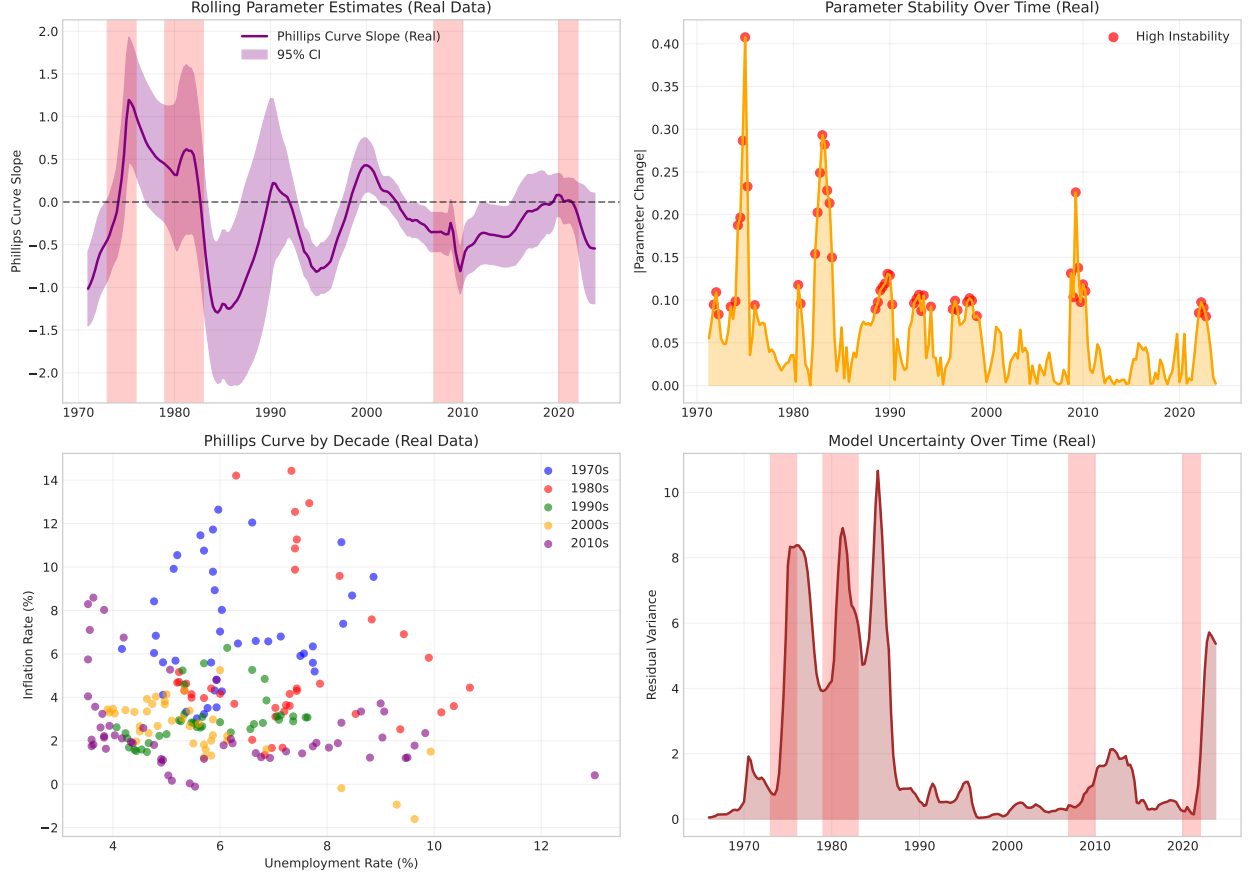 Rolling Parameter Estimates (Real Data)
Phillips Curve Slope (Real)
95% CI
Phillips Curve Slope
2.0
1.5
1.0
0.5
0.0
−0.5
−1.0
−1.5
−2.0
1970 1980 1990 2000 2010 2020
Parameter Stability Over Time (Real)
High Instability
|Parameter Change|
0.40
0.35
0.30
0.25
0.20
0.15
0.10
0.05
0.00
1970 1980 1990 2000 2010 2020
Phillips Curve by Decade (Real Data)
1970s
1980s
1990s
2000s
2010s
Inflation Rate (%)
14
12
10
8
6
4
2
0
−2
4 6 8 10 12
Unemployment Rate (%)
Model Uncertainty Over Time (Real)
Residual Variance
10
8
6
4
2
0
1970 1980 1990 2000 2010 2020